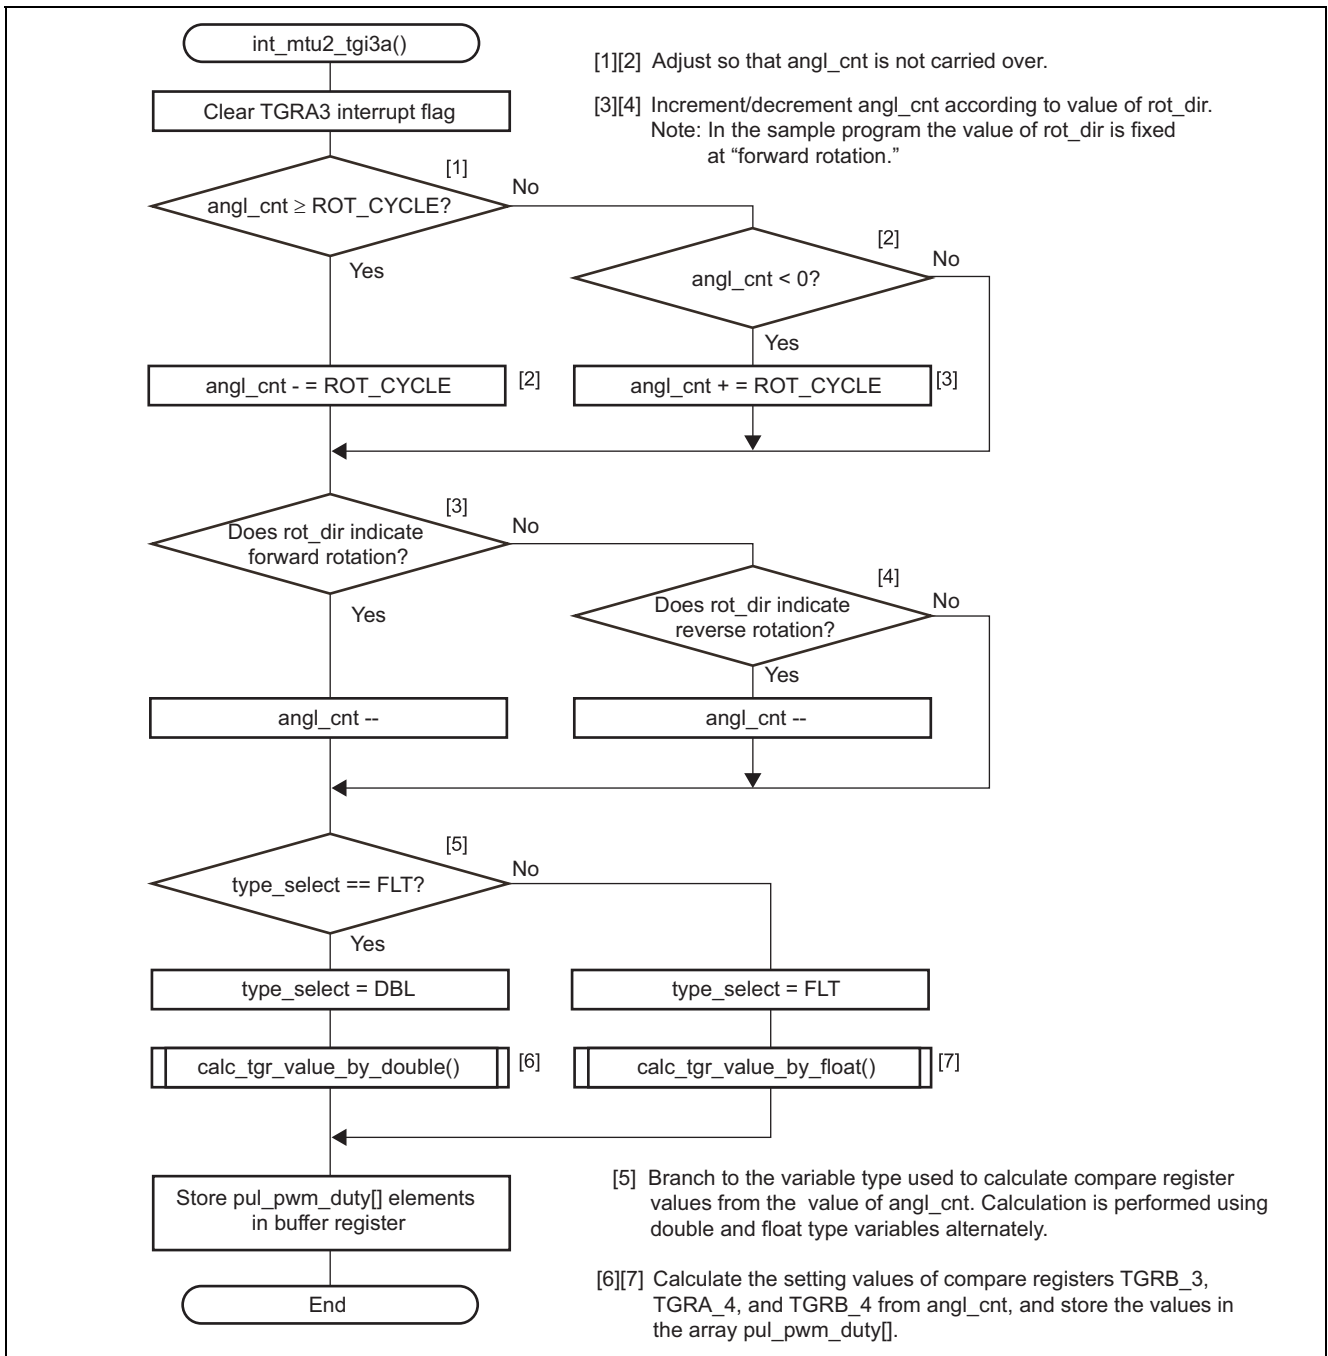 int_mtu2_tgi3a()
[1][2] Adjust so that angl_cnt is not carried over.
Clear TGRA3 interrupt flag
[3][4] Increment/decrement angl_cnt according to value of rot_dir.
Note: In the sample program the value of rot_dir is fixed
at “forward rotation.”
[1]
angl_cnt ≥ ROT_CYCLE?
No
Yes
[2]
angl_cnt < 0?
No
Yes
angl_cnt - = ROT_CYCLE
[2]
angl_cnt + = ROT_CYCLE
[3]
[3]
Does rot_dir indicate
forward rotation?
No
Yes
[4]
Does rot_dir indicate
reverse rotation?
No
Yes
angl_cnt --
angl_cnt --
[5]
type_select == FLT?
No
Yes
type_select = DBL
type_select = FLT
calc_tgr_value_by_double()
[6]
calc_tgr_value_by_float()
[7]
Store pul_pwm_duty[] elements
in buffer register
End
[5] Branch to the variable type used to calculate compare register
values from the value of angl_cnt. Calculation is performed using
double and float type variables alternately.
[6][7] Calculate the setting values of compare registers TGRB_3,
TGRA_4, and TGRB_4 from angl_cnt, and store the values in
the array pul_pwm_duty[].